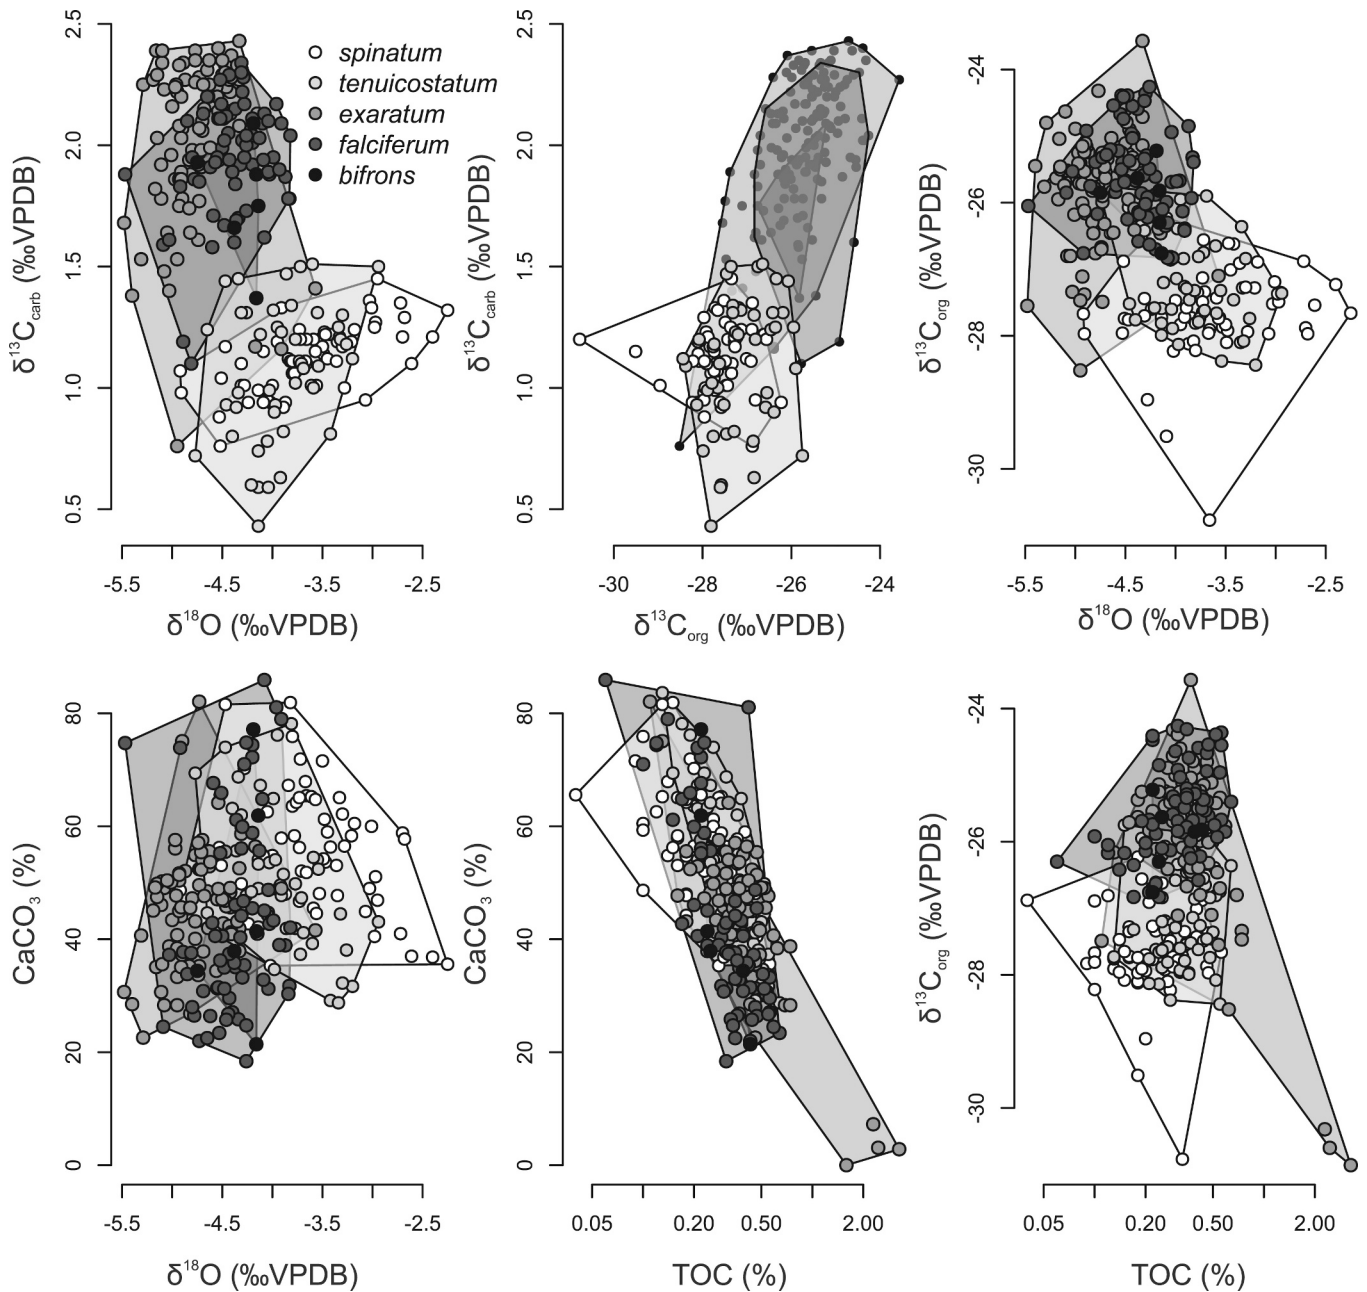 2.5
2.0
1.5
1.0
0.5
δ¹³C_carb (‰VPDB)
spinatum
tenuicostatum
exaratum
falciferum
bifrons
-5.5 -4.5 -3.5 -2.5
δ¹⁸O (‰VPDB)
2.5
2.0
1.5
1.0
0.5
δ¹³C_carb (‰VPDB)
-30 -28 -26 -24
δ¹³C_org (‰VPDB)
-24
-26
-28
-30
δ¹³C_org (‰VPDB)
-5.5 -4.5 -3.5 -2.5
δ¹⁸O (‰VPDB)
80
60
40
20
0
CaCO₃ (%)
-5.5 -4.5 -3.5 -2.5
δ¹⁸O (‰VPDB)
80
60
40
20
0
CaCO₃ (%)
0.05 0.20 0.50 2.00
TOC (%)
-24
-26
-28
-30
δ¹³C_org (‰VPDB)
0.05 0.20 0.50 2.00
TOC (%)